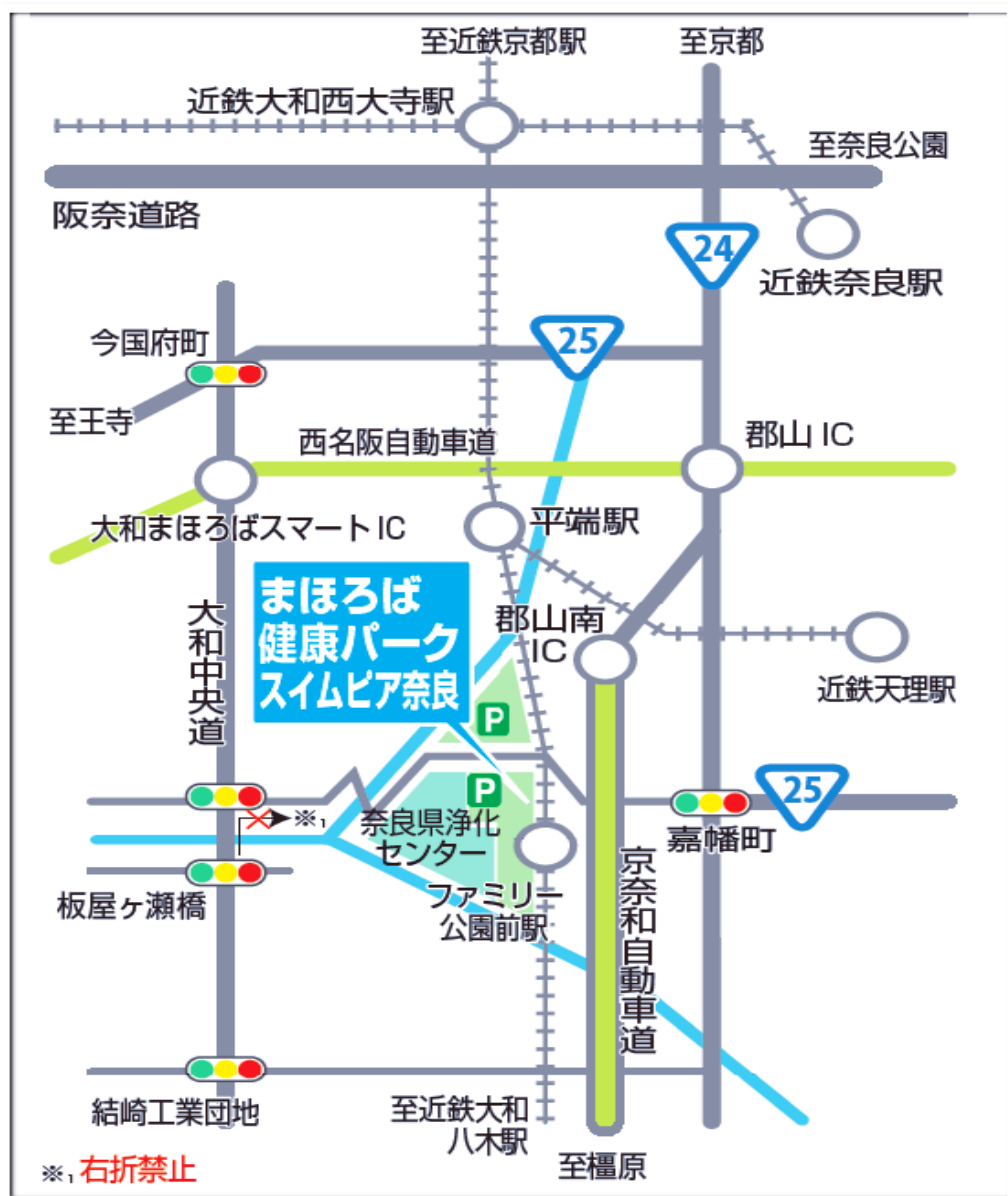 至近鉄京都駅
至京都
近鉄大和西大寺駅
至奈良公園
阪奈道路
24
近鉄奈良駅
25
今国府町
至王寺
西名阪自動車道
郡山 IC
大和まほろばスマート IC
平端駅
まほろば
健康パーク
スイムピア奈良
郡山南
IC
大和中央道
近鉄天理駅
P
P
25
※1
奈良県浄化
センター
嘉幡町
板屋ヶ瀬橋
ファミリー
公園前駅
京奈和自動車道
結崎工業団地
至近鉄大和
八木駅
至橿原
※1 右折禁止